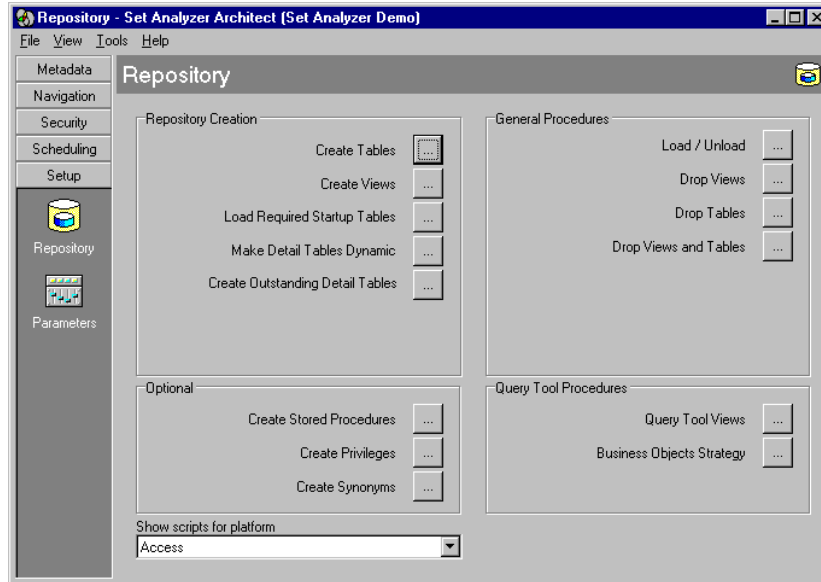 Repository - Set Analyzer Architect (Set Analyzer Demo)
File View Tools Help
Metadata
Navigation
Security
Scheduling
Setup
Repository
Parameters
Repository
Repository Creation
Create Tables ...
Create Views ...
Load Required Startup Tables ...
Make Detail Tables Dynamic ...
Create Outstanding Detail Tables ...
General Procedures
Load / Unload ...
Drop Views ...
Drop Tables ...
Drop Views and Tables ...
Optional
Create Stored Procedures ...
Create Privileges ...
Create Synonyms ...
Query Tool Procedures
Query Tool Views ...
Business Objects Strategy ...
Show scripts for platform
Access